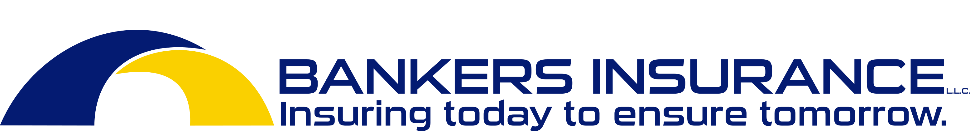 BANKERS INSURANCE L.L.C.
Insuring today to ensure tomorrow.